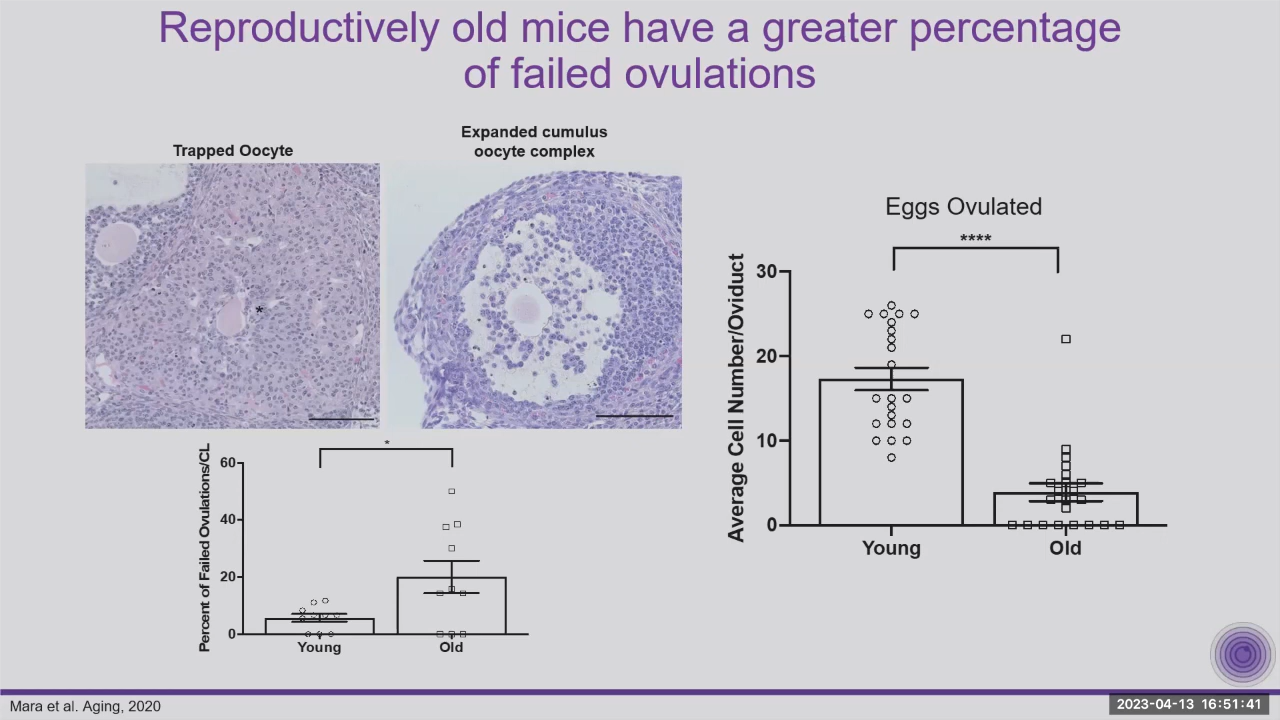 Reproductively old mice have a greater percentage
of failed ovulations
Trapped Oocyte
Expanded cumulus
oocyte complex
*
Percent of Failed Ovulations/CL
*
60
40
20
0
Young
Old
Eggs Ovulated
****
Average Cell Number/Oviduct
30
20
10
0
Young
Old
Mara et al. Aging, 2020
2023-04-13 16:51:41